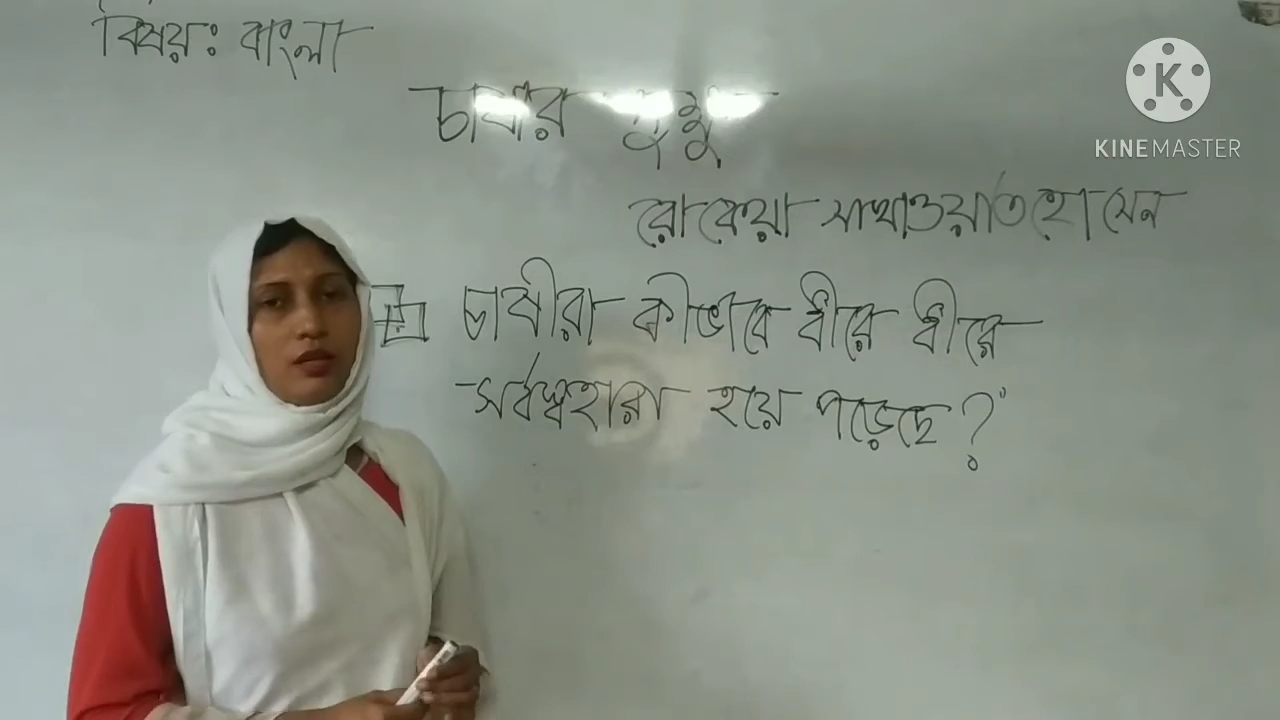 বিষয়: বাংলা
চাষার দুক্ষু
রোকেয়া সাখাওয়াত হোসেন
চাষীরা কীভাবে ধীরে ধীরে
সর্বস্বহারা হয়ে পড়েছে?
K
KINEMASTER